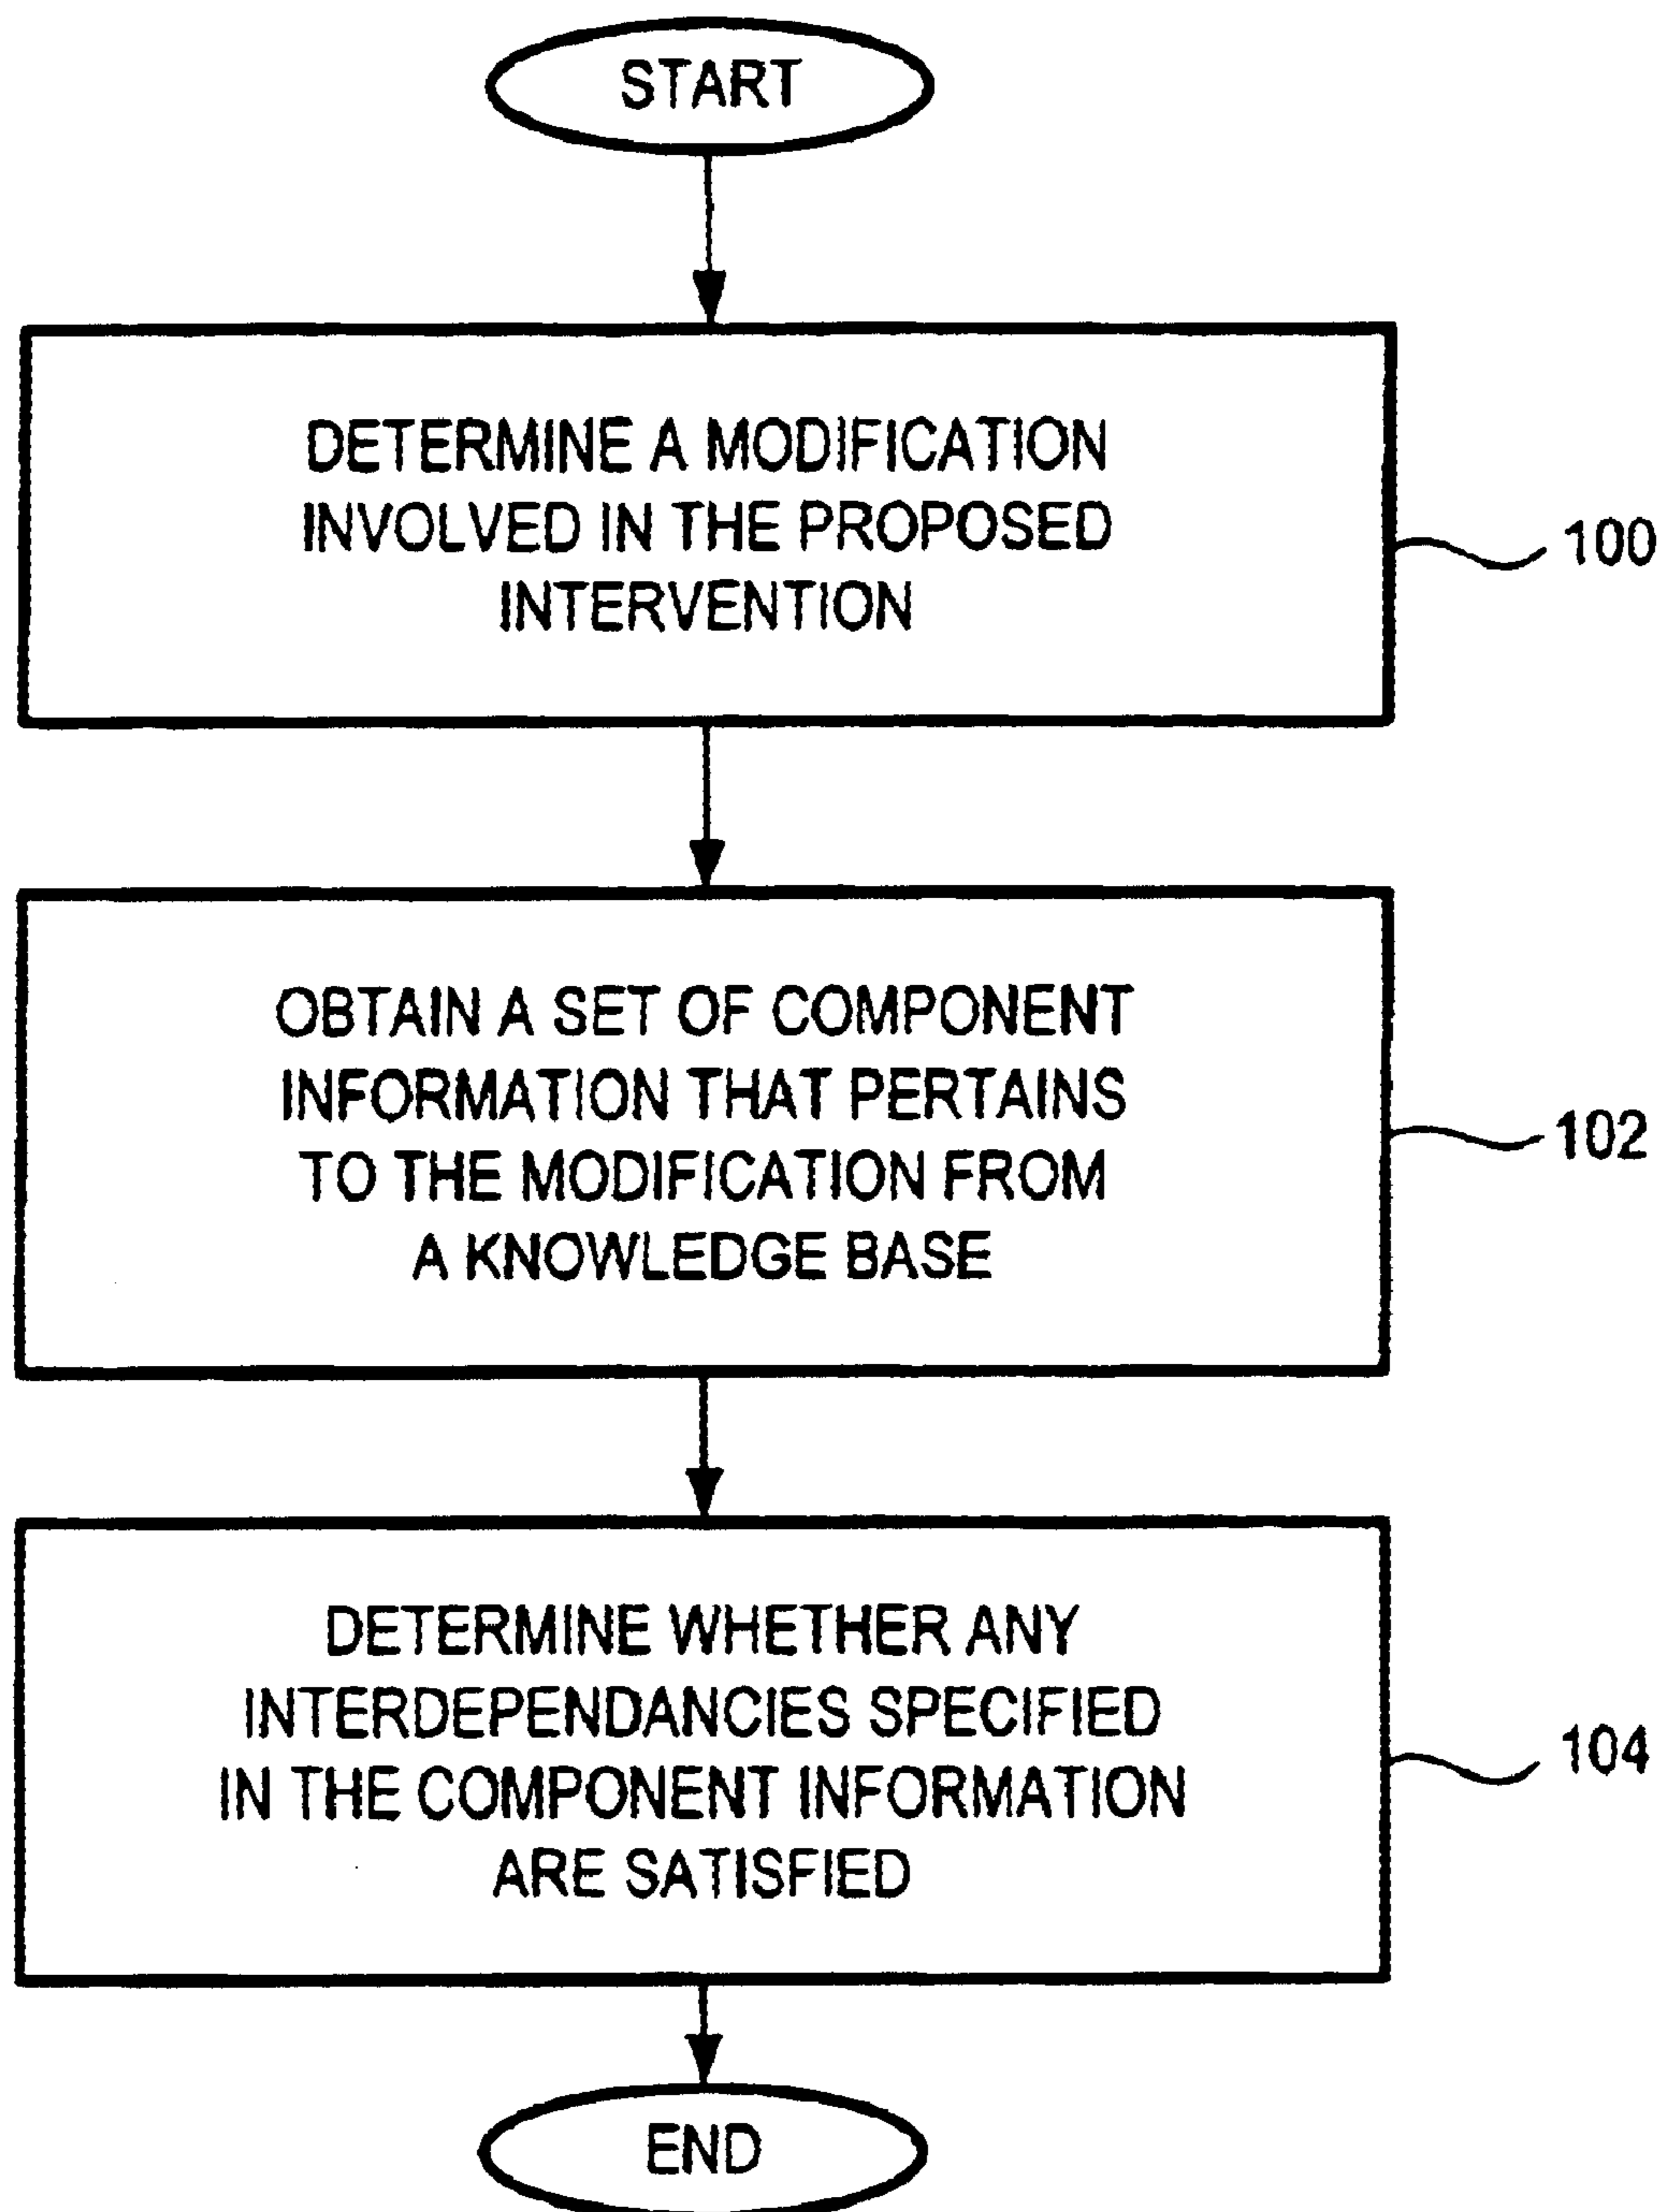 START
DETERMINE A MODIFICATION
INVOLVED IN THE PROPOSED
INTERVENTION
100
OBTAIN A SET OF COMPONENT
INFORMATION THAT PERTAINS
TO THE MODIFICATION FROM
A KNOWLEDGE BASE
102
DETERMINE WHETHER ANY
INTERDEPENDANCIES SPECIFIED
IN THE COMPONENT INFORMATION
ARE SATISFIED
104
END